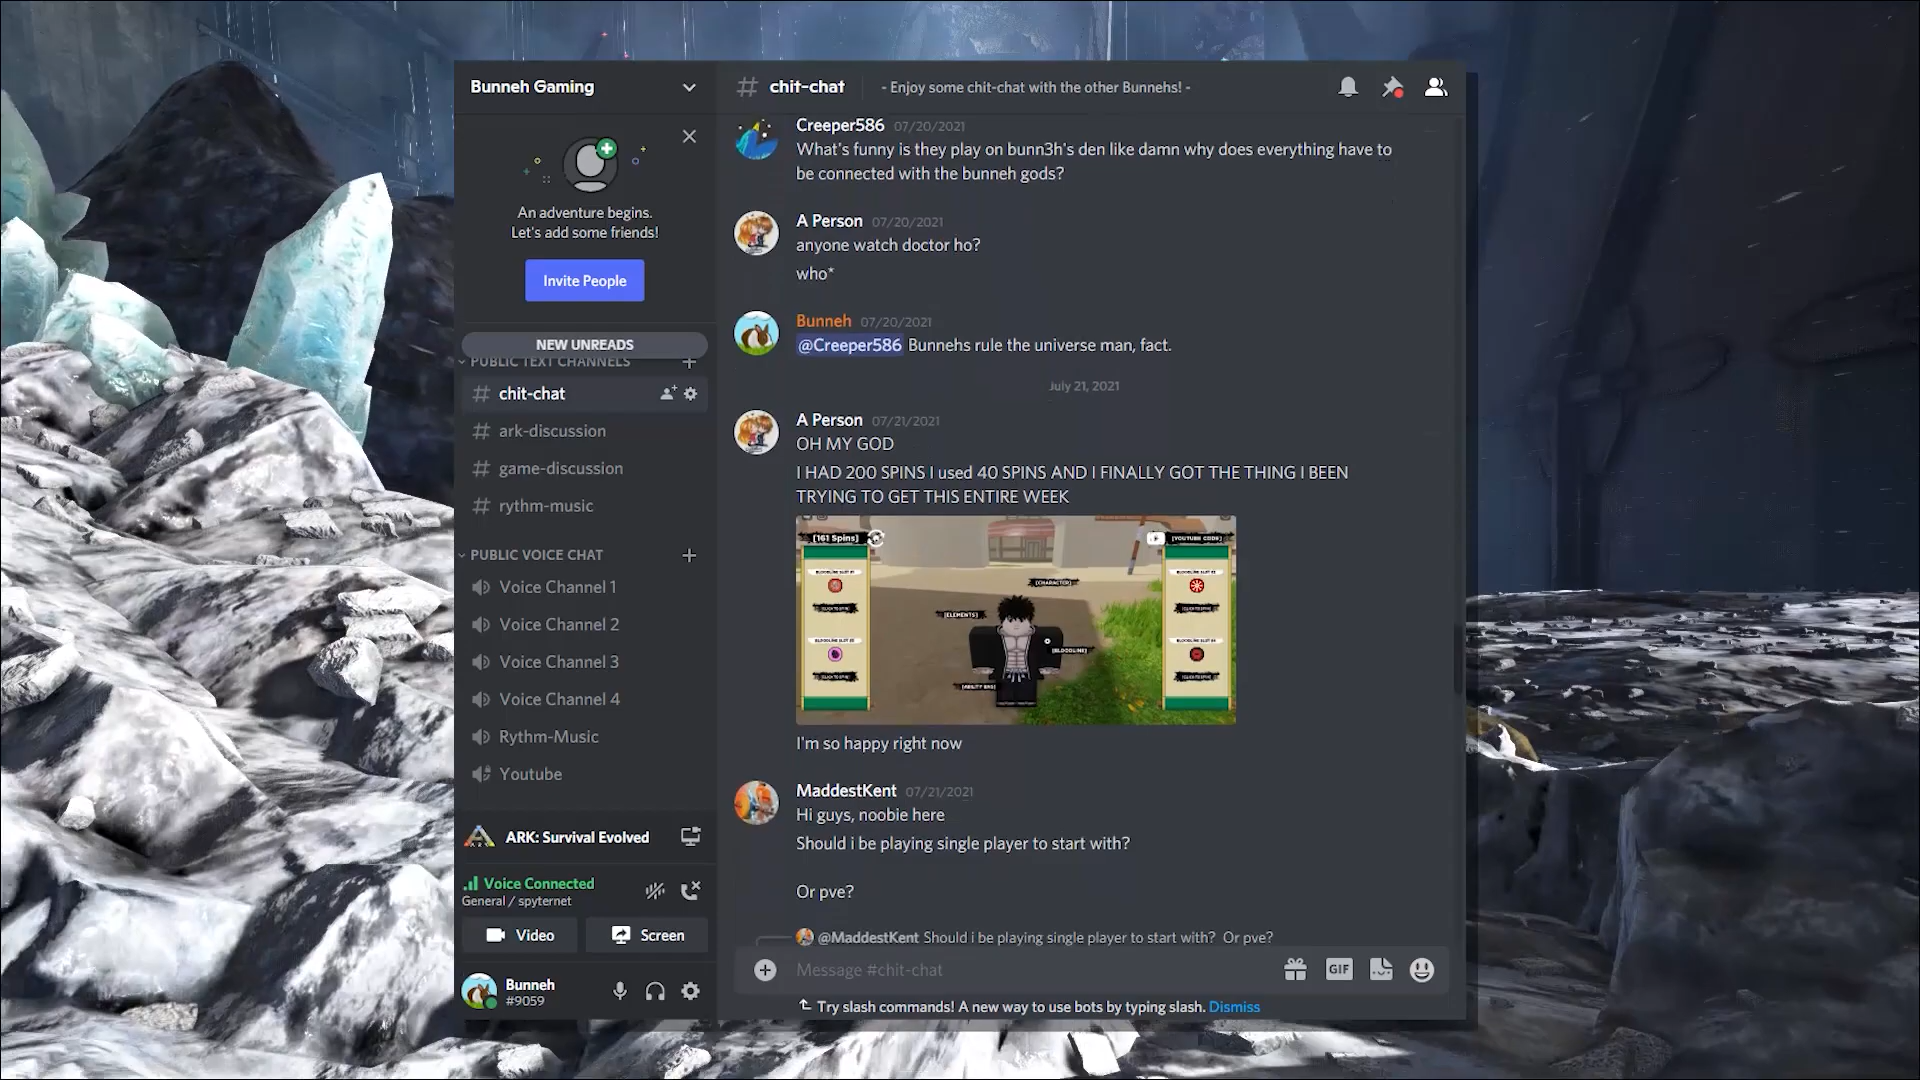 Bunneh Gaming
An adventure begins.
Let's add some friends!
Invite People
NEW UNREADS
PUBLIC TEXT CHANNELS
chit-chat
ark-discussion
game-discussion
rythm-music
PUBLIC VOICE CHAT
Voice Channel 1
Voice Channel 2
Voice Channel 3
Voice Channel 4
Rythm-Music
Youtube
ARK: Survival Evolved
Voice Connected
General / spyternet
Video
Screen
Bunneh
#9059
# chit-chat - Enjoy some chit-chat with the other Bunnehs! -
Creeper586 07/20/2021
What's funny is they play on bunn3h's den like damn why does everything have to
be connected with the bunneh gods?
A Person 07/20/2021
anyone watch doctor ho?
who*
Bunneh 07/20/2021
@Creeper586 Bunnehs rule the universe man, fact.
July 21, 2021
A Person 07/21/2021
OH MY GOD
I HAD 200 SPINS I used 40 SPINS AND I FINALLY GOT THE THING I BEEN
TRYING TO GET THIS ENTIRE WEEK
[161 Spins]
[YOUTUBE CODE]
[CHARACTER]
[ELEMENTS]
[BLOODLINE]
I'm so happy right now
MaddestKent 07/21/2021
Hi guys, noobie here
Should i be playing single player to start with?
Or pve?
@MaddestKent Should i be playing single player to start with? Or pve?
Message #chit-chat
GIF
Try slash commands! A new way to use bots by typing slash. Dismiss